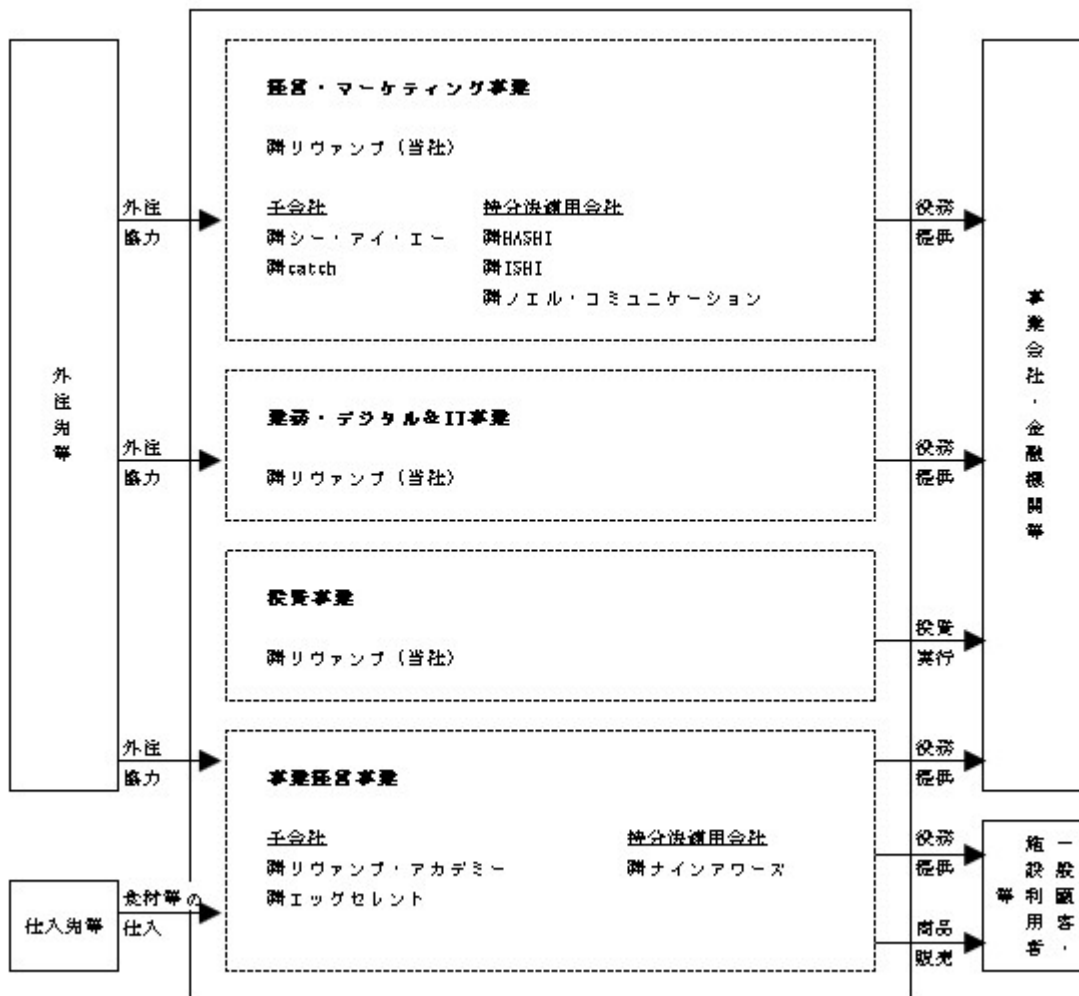 外注先等
外注
協力
経営・マーケティング事業
㈱リヴァンプ（当社）
子会社
㈱シー・アイ・エー
㈱catch
持分法適用会社
㈱HASHI
㈱ISHI
㈱ノエル・コミュニケーション
役務
提供
事業会社・金融機関等
外注
協力
業務・デジタル＆IT事業
㈱リヴァンプ（当社）
役務
提供
投資事業
㈱リヴァンプ（当社）
投資
実行
外注
協力
事業経営事業
子会社
㈱リヴァンプ・アカデミー
㈱エッグセレント
持分法適用会社
㈱ナインアワーズ
役務
提供
仕入先等
食材等の
仕入
役務
提供
商品
販売
一般顧客・
施設利用者
等